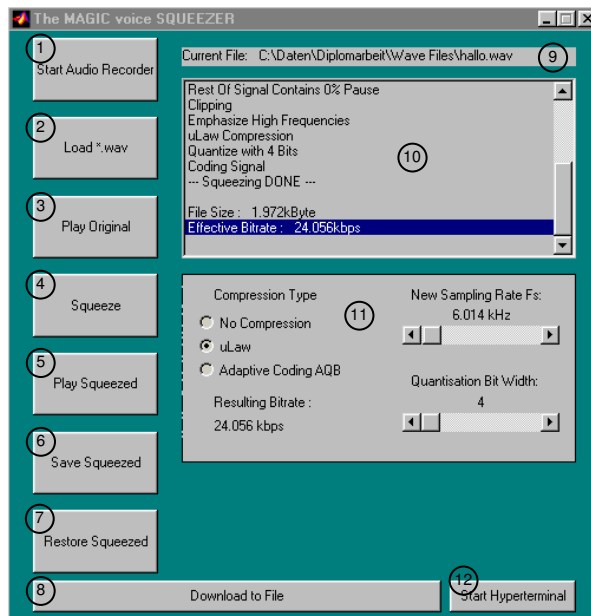 The MAGIC voice SQUEEZER
1
Start Audio Recorder
2
Load *.wav
3
Play Original
4
Squeeze
5
Play Squeezed
6
Save Squeezed
7
Restore Squeezed
8
Download to File
Current File: C:\Daten\Diplomarbeit\Wave Files\hallo.wav
9
Rest Of Signal Contains 0% Pause
Clipping
Emphasize High Frequencies
uLaw Compression
Quantize with 4 Bits
Coding Signal
--- Squeezing DONE ---
File Size : 1.972kByte
Effective Bitrate : 24.056kbps
10
Compression Type
No Compression
uLaw
Adaptive Coding AQB
Resulting Bitrate :
24.056 kbps
11
New Sampling Rate Fs:
6.014 kHz
Quantisation Bit Width:
4
12
Start Hyperterminal